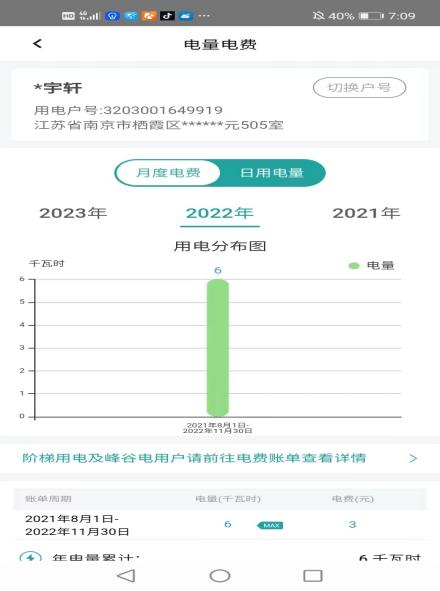 HD 4G 40% 7:09
电量电费
*宇轩 切换户号
用电户号:3203001649919
江苏省南京市栖霞区******元505室
月度电费 日用电量
2023年 2022年 2021年
用电分布图
千瓦时 电量
6
6
5
4
3
2
1
0
2021年8月1日-
2022年11月30日
阶梯用电及峰谷电用户请前往电费账单查看详情 >
账单周期 电量(千瓦时) 电费(元)
2021年8月1日-
2022年11月30日 6 MAX 3
年电量累计: 6 千瓦时